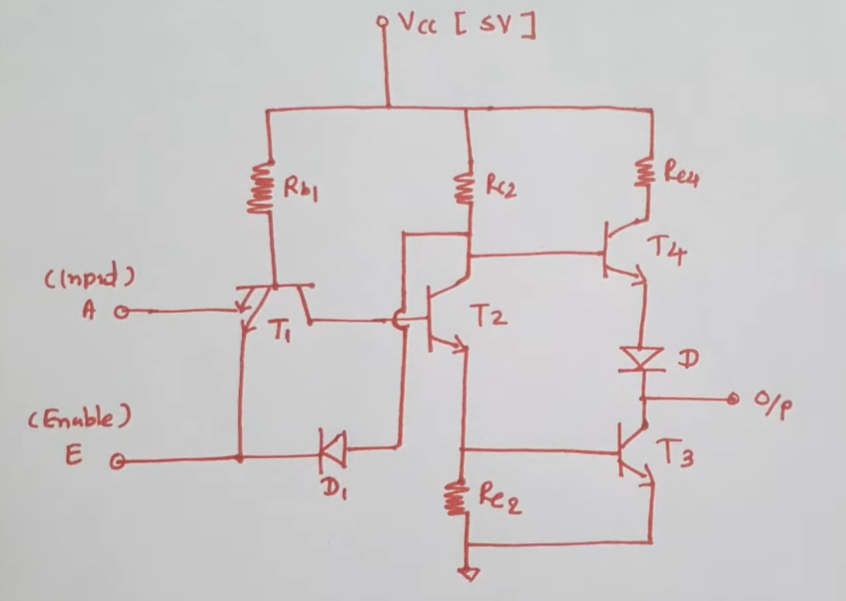 Vcc [ 5V ]
Rb1
Rc2
Rc4
(Input)
A
T1
T2
T4
D
O/P
(Enable)
E
D1
Re2
T3